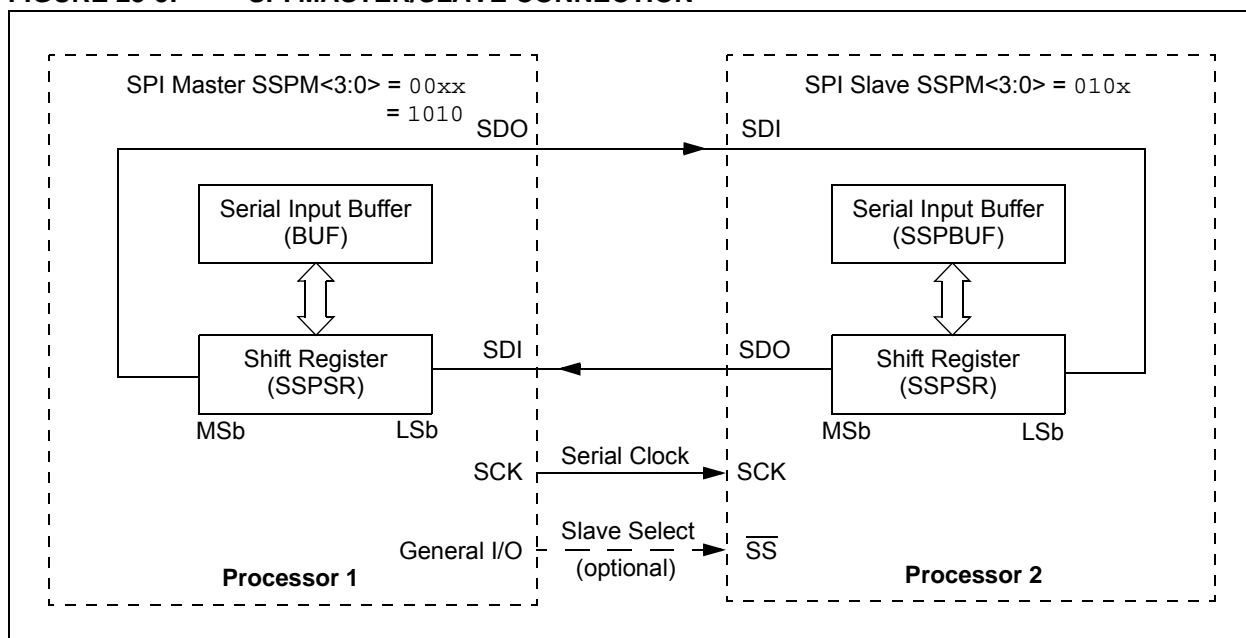 SPI Master SSPM<3:0> = 00xx
= 1010
SPI Slave SSPM<3:0> = 010x
SDO
SDI
Serial Input Buffer
(BUF)
Serial Input Buffer
(SSPBUF)
Shift Register
(SSPSR)
MSb
LSb
SDI
SDO
Shift Register
(SSPSR)
MSb
LSb
SCK
Serial Clock
SCK
General I/O
Slave Select
(optional)
SS
Processor 1
Processor 2